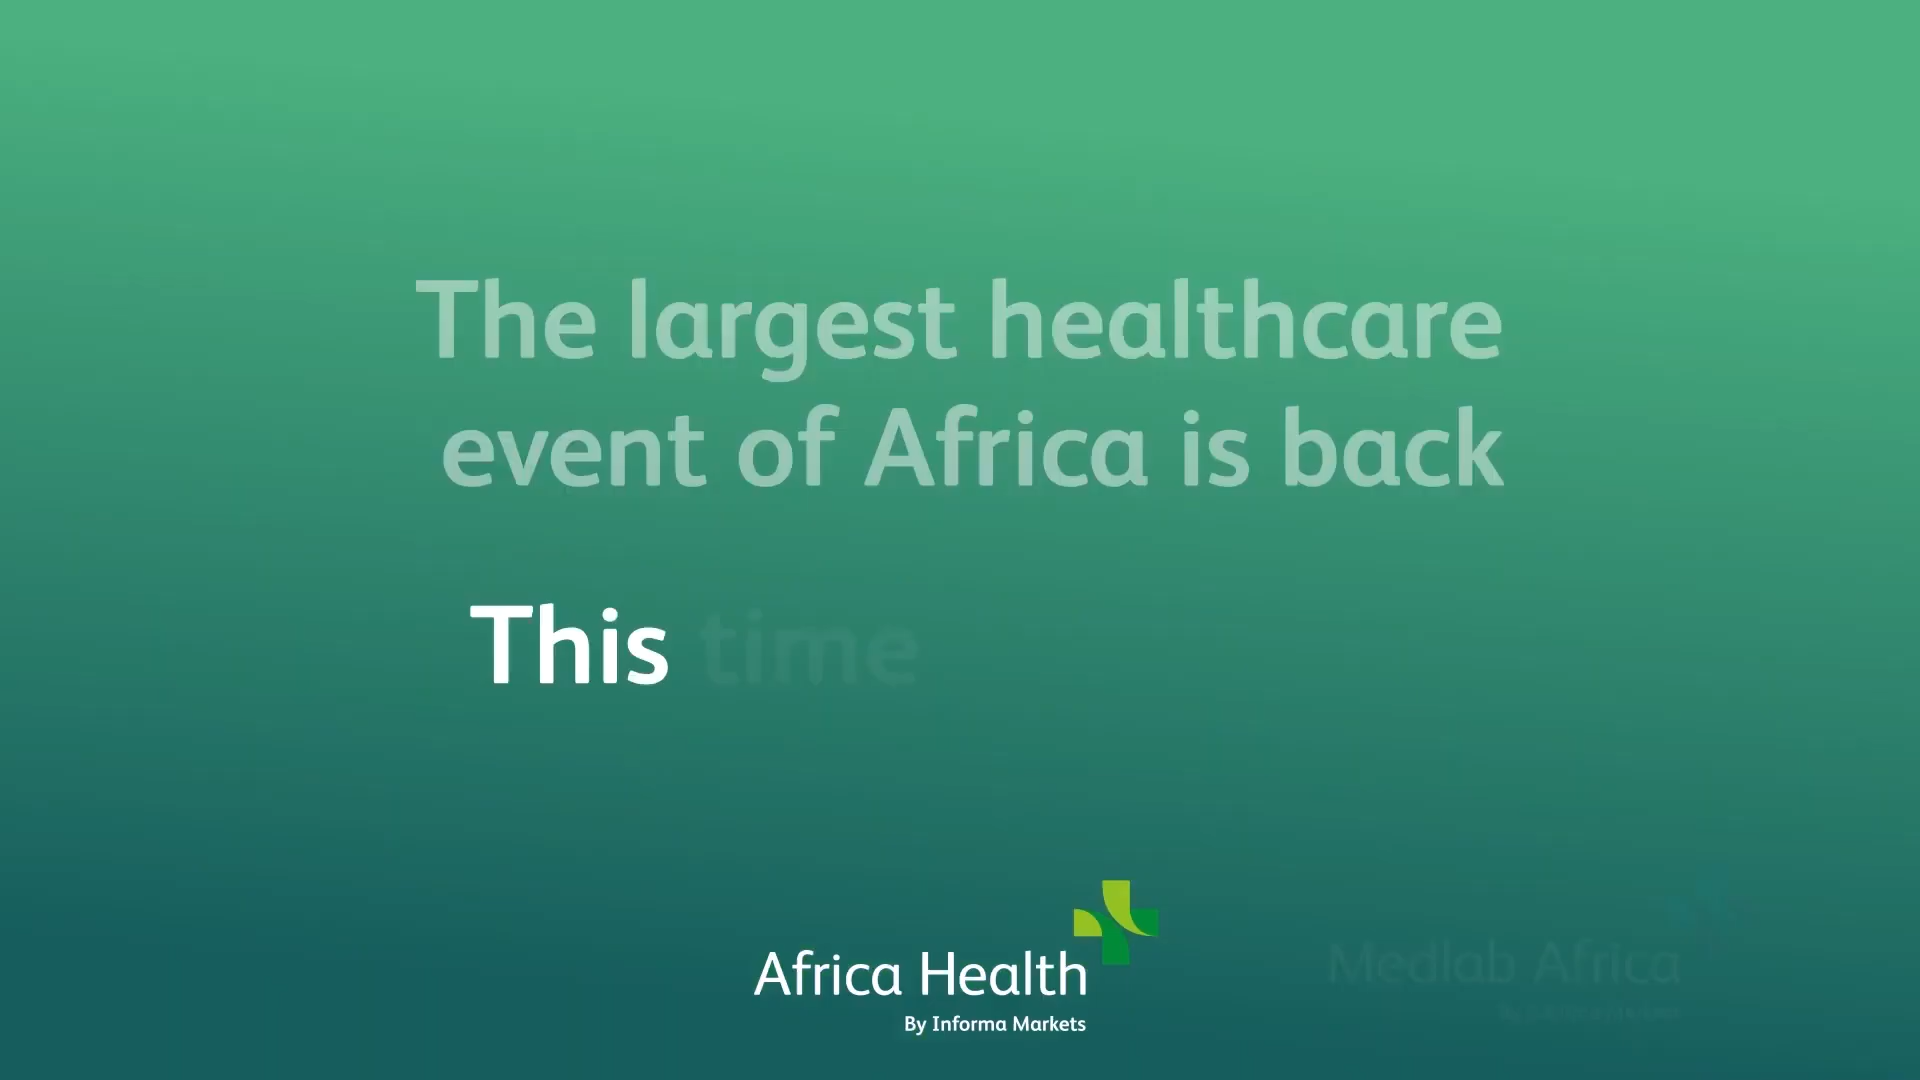 The largest healthcare
event of Africa is back
This time
Africa Health
By Informa Markets
Medlab Africa